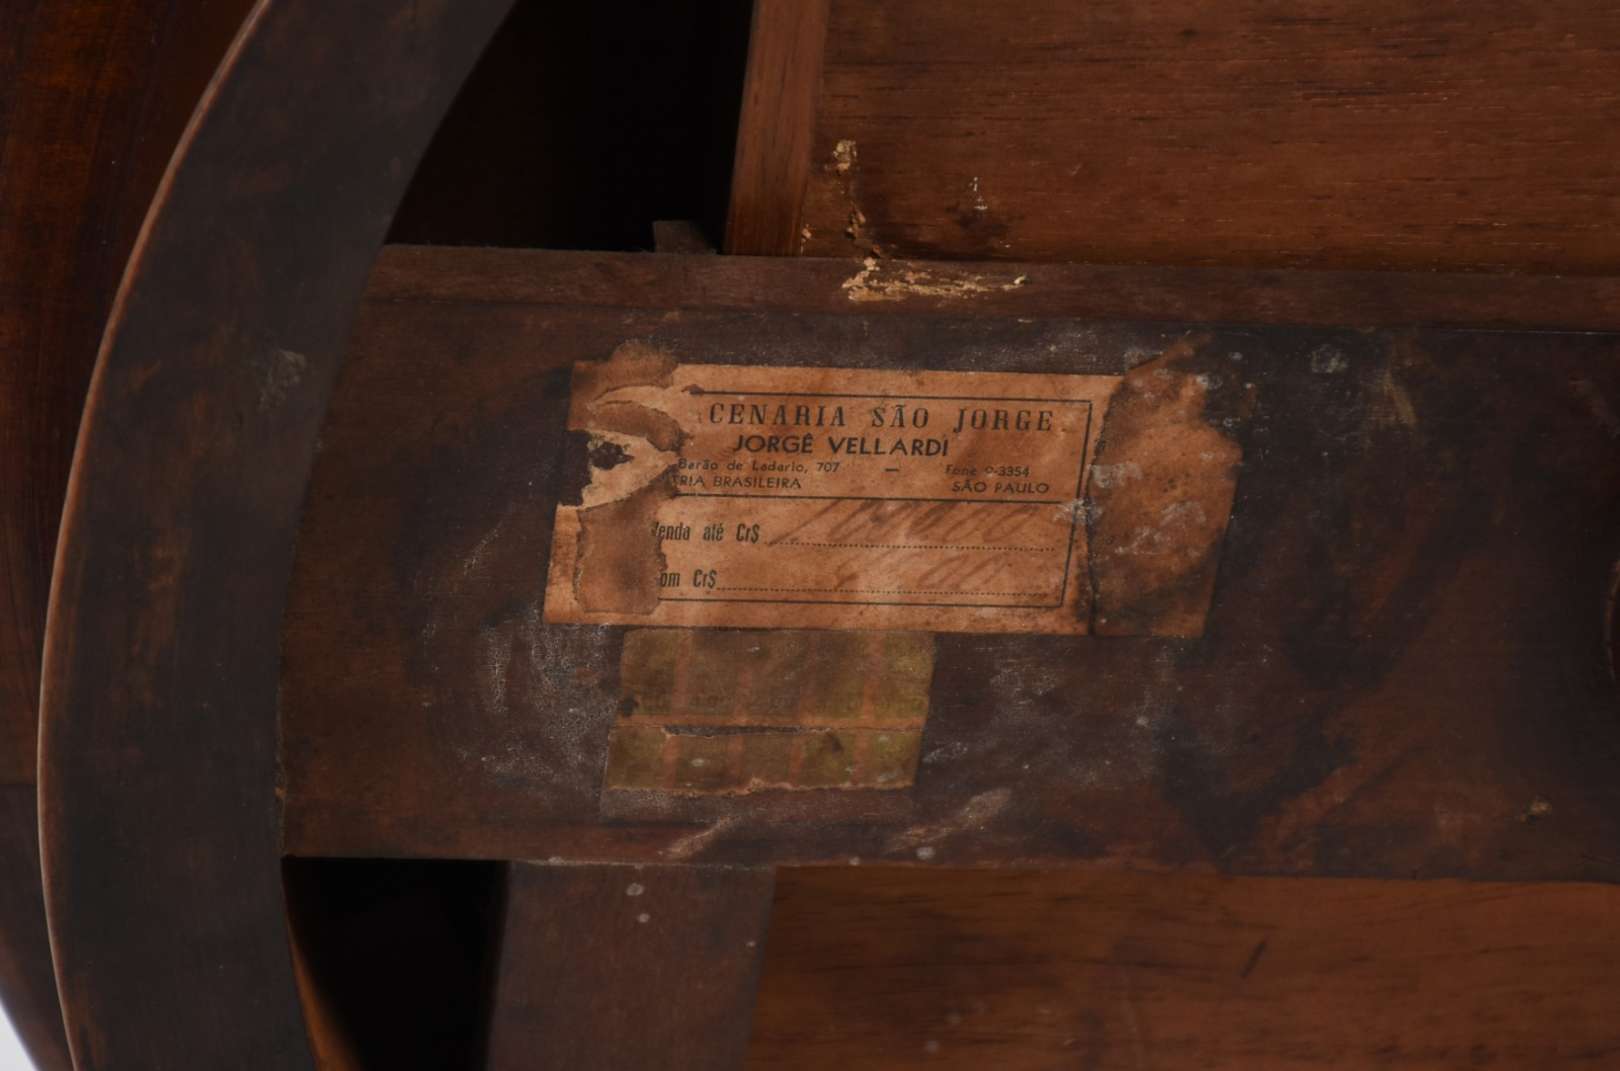 CENARIA SÃO JORGE
JORGÊ VELLARDI
Barão de Ladario, 707 — Fone 9-3354
TRIA BRASILEIRA SÃO PAULO
enda até Cr$
om Cr$